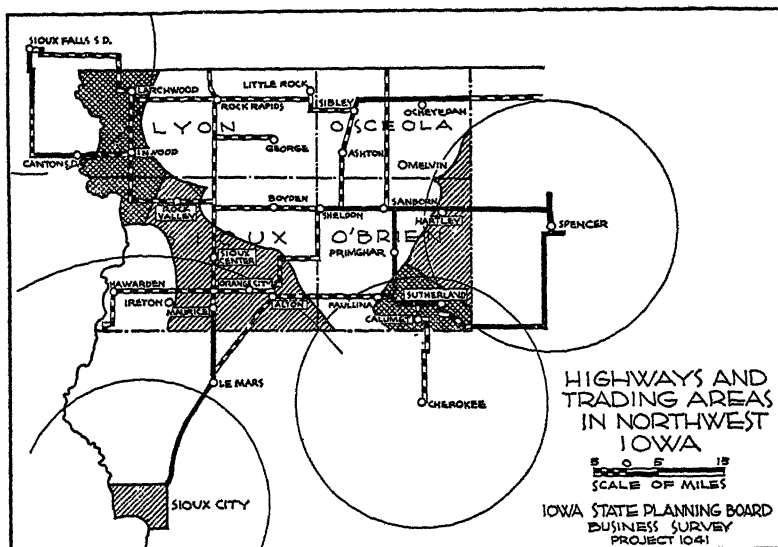 SIOUX FALLS S.D.
LARCHWOOD
LITTLE ROCK
ROCK RAPIDS
SIBLEY
OCHEYEDAN
LYON
OSCEOLA
CANTON S.D.
INWOOD
GEORGE
ASHTON
MELVIN
ROCK VALLEY
BOYDEN
SHELDON
SANBORN
HARTLEY
SPENCER
SIOUX
O'BRIEN
SIOUX CENTER
PRIMGHAR
HAWARDEN
ORANGE CITY
IRETON
MAURICE
ALTON
PAULLINA
SUTHERLAND
CALUMET
LE MARS
CHEROKEE
SIOUX CITY
HIGHWAYS AND
TRADING AREAS
IN NORTHWEST
IOWA
5 0 5 15
SCALE OF MILES
IOWA STATE PLANNING BOARD
BUSINESS SURVEY
PROJECT 1041